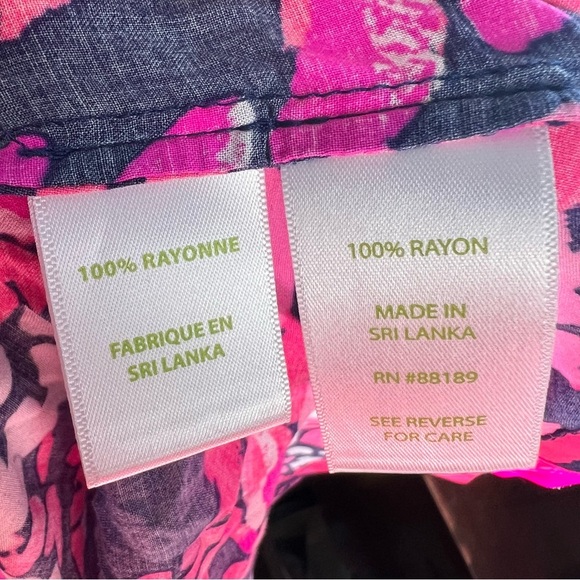 100% RAYONNE
FABRIQUE EN
SRI LANKA
100% RAYON
MADE IN
SRI LANKA
RN #88189
SEE REVERSE
FOR CARE